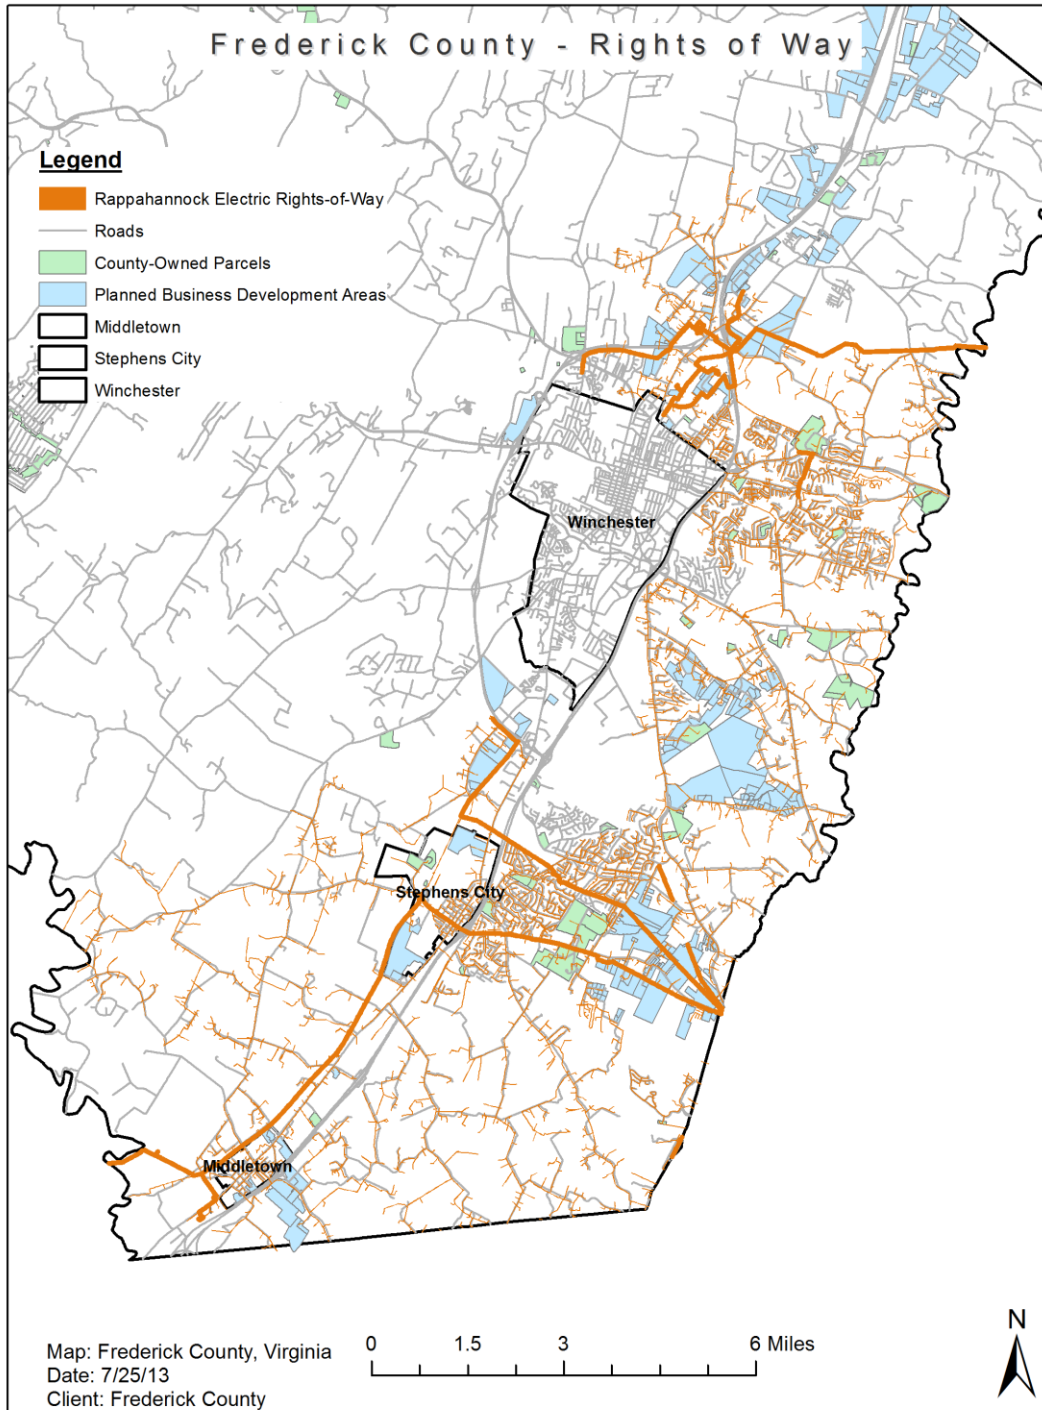 Frederick County - Rights of Way
Legend
Rappahannock Electric Rights-of-Way
Roads
County-Owned Parcels
Planned Business Development Areas
Middletown
Stephens City
Winchester
Winchester
Stephens City
Middletown
0 1.5 3 6 Miles
N
Map: Frederick County, Virginia
Date: 7/25/13
Client: Frederick County